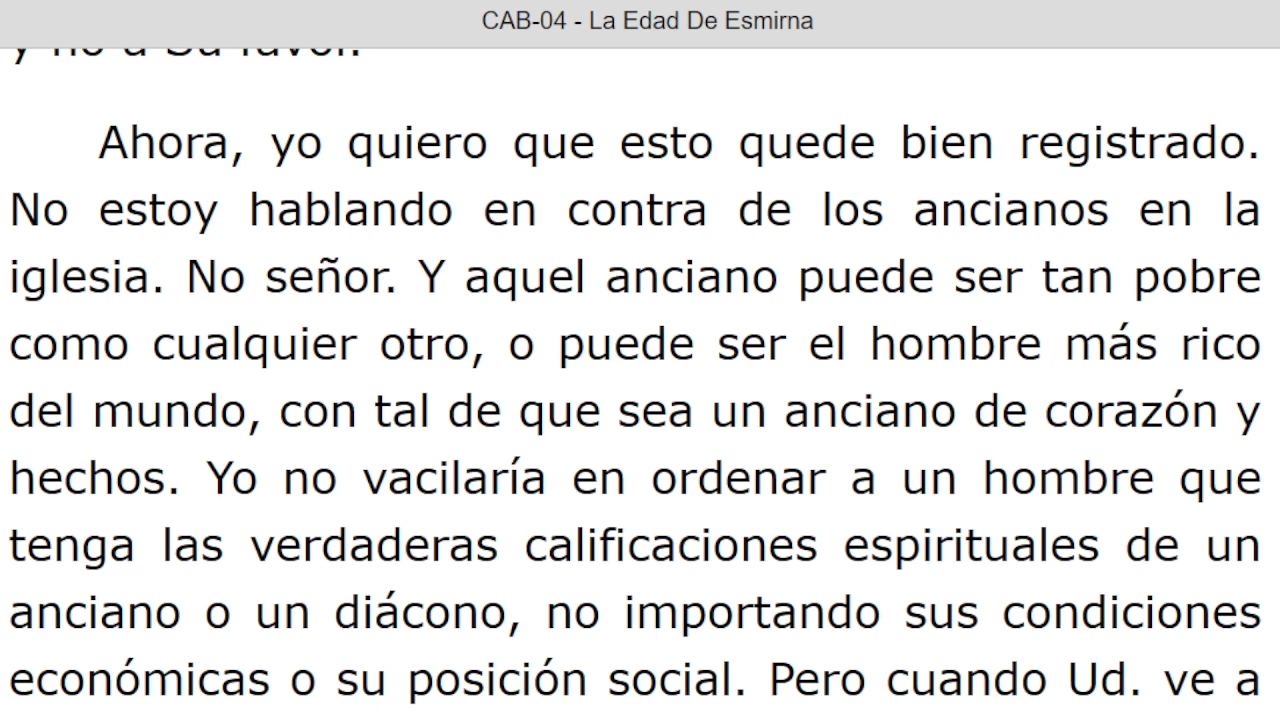 CAB-04 - La Edad De Esmirna
y no a Su favor.
Ahora, yo quiero que esto quede bien registrado.
No estoy hablando en contra de los ancianos en la
iglesia. No señor. Y aquel anciano puede ser tan pobre
como cualquier otro, o puede ser el hombre más rico
del mundo, con tal de que sea un anciano de corazón y
hechos. Yo no vacilaría en ordenar a un hombre que
tenga las verdaderas calificaciones espirituales de un
anciano o un diácono, no importando sus condiciones
económicas o su posición social. Pero cuando Ud. ve a